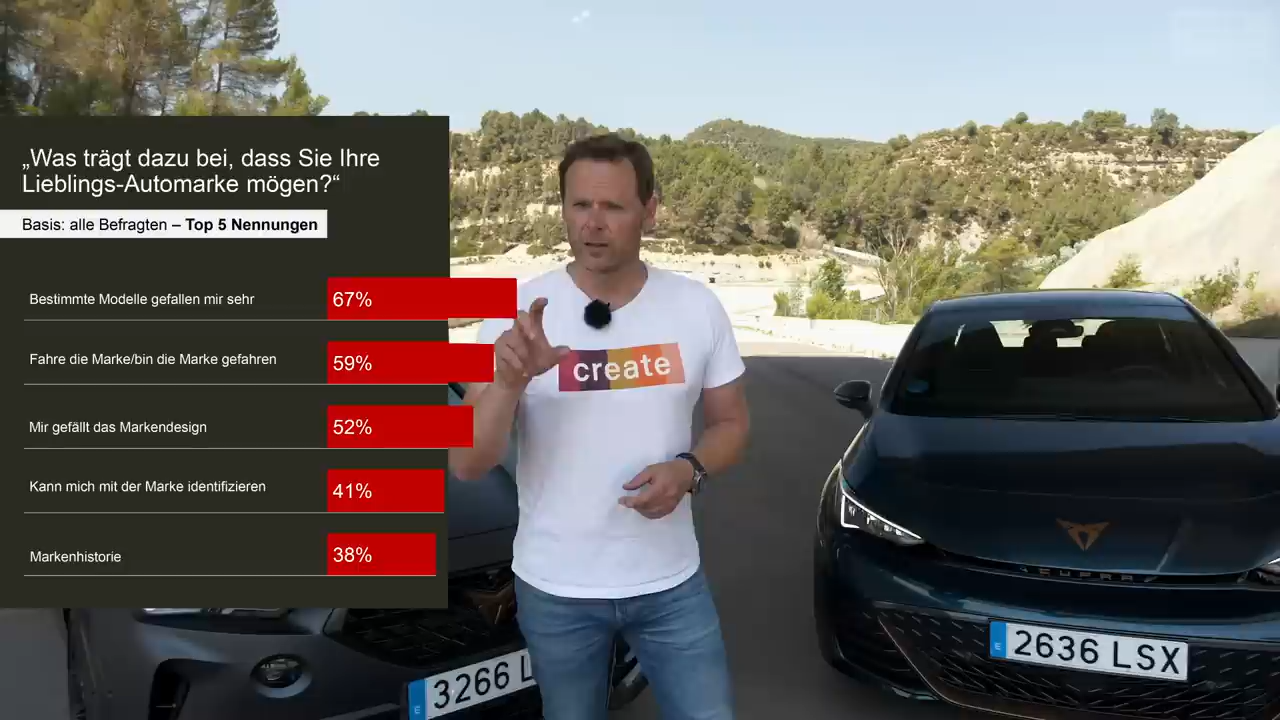 „Was trägt dazu bei, dass Sie Ihre
Lieblings-Automarke mögen?“
Basis: alle Befragten – Top 5 Nennungen
Bestimmte Modelle gefallen mir sehr 67%
Fahre die Marke/bin die Marke gefahren 59%
Mir gefällt das Markendesign 52%
Kann mich mit der Marke identifizieren 41%
Markenhistorie 38%
create
CUPRA
E 2636 LSX
E 3266 L